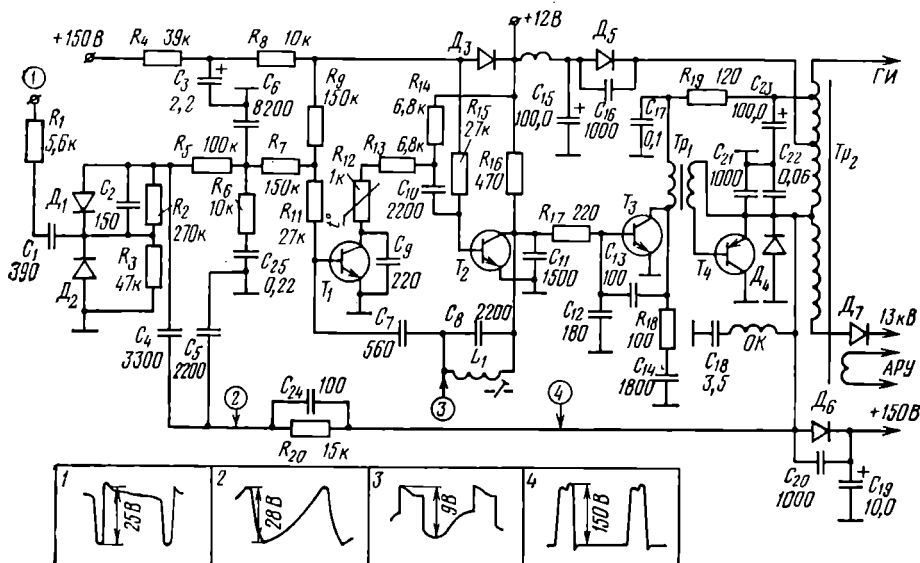 +12В
+150В
R4 39к
R8 10к
Д3
Д5
ГИ
1
R1
5,6к
C3
2,2
C6
8200
R9
150к
R14
6,8к
R15
27к
C15
100,0
C16
1000
C17
0,1
R19 120
C23
100,0
Тр1
Тр2
R5 100к
R7
150к
R12
1к
R13 6,8к
R16
470
C21
1000
C22
0,06
Д1
C2
150
R2
270к
R6
10к
R11
27к
t°
C10
2200
R17 220
T3
C1
390
Д2
R3
47к
C25
0,22
T1
C9
220
T2
C11
1500
C13
100
T4
Д4
C4
3300
C5
2200
C7
560
C8 2200
L1
C12
180
R18
100
C14
1800
C18
3,5
ОК
Д7
13кВ
АРУ
2
C24 100
3
4
Д6
+150В
R20 15к
C20
1000
C19
10,0
1
25В
2
28В
3
9В
4
150В